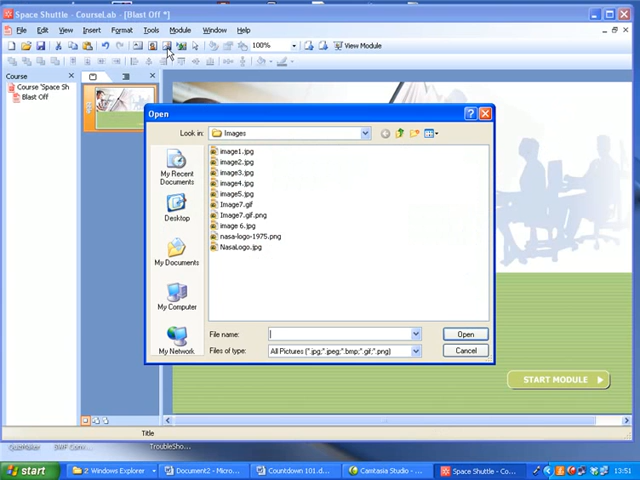 Space Shuttle - CourseLab - [Blast Off *]
File Edit View Insert Format Tools Module Window Help
100% View Module
Course
Course 'Space Sh
Blast Off
Open
Look in: Images
My Recent Documents
Desktop
My Documents
My Computer
My Network
image1.jpg
image2.jpg
image3.jpg
image4.jpg
image5.jpg
Image7.gif
Image7.gif.png
image 6.jpg
nasa-logo-1975.png
NasaLogo.jpg
File name: Open
Files of type: All Pictures (*.jpg;*.jpeg;*.bmp;*.gif;*.png) Cancel
START MODULE
Title
QuizMaker SWF Conv... TroubleSho...
start 2 Windows Explorer Document2 - Micro... Countdown 101.d... Camtasia Studio - ... Space Shuttle - Co... 13:51